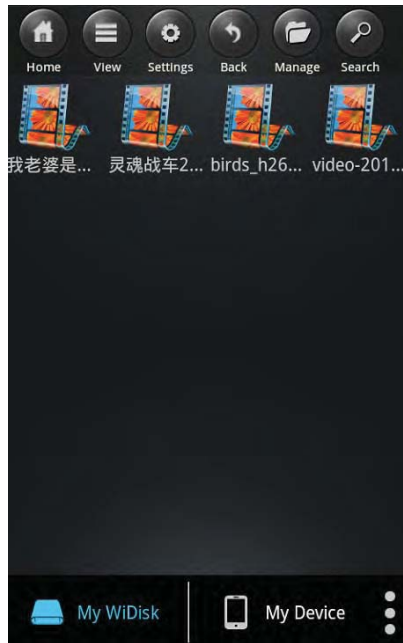 Home View Settings Back Manage Search
我老婆是... 灵魂战车2... birds_h26... video-201...
My WiDisk My Device